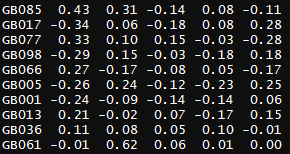 GB085 0.43 0.31 -0.14 0.08 -0.11
GB017 -0.34 0.06 -0.18 0.08 0.28
GB077 0.33 0.10 0.15 -0.03 -0.28
GB098 -0.29 0.15 -0.03 -0.18 0.18
GB066 0.27 -0.17 -0.08 0.05 -0.17
GB005 -0.26 0.24 -0.12 -0.23 0.25
GB001 -0.24 -0.09 -0.14 -0.14 0.06
GB013 0.21 -0.02 0.07 -0.17 0.15
GB036 0.11 0.08 0.05 0.10 -0.01
GB061 -0.01 0.62 0.06 0.01 0.00